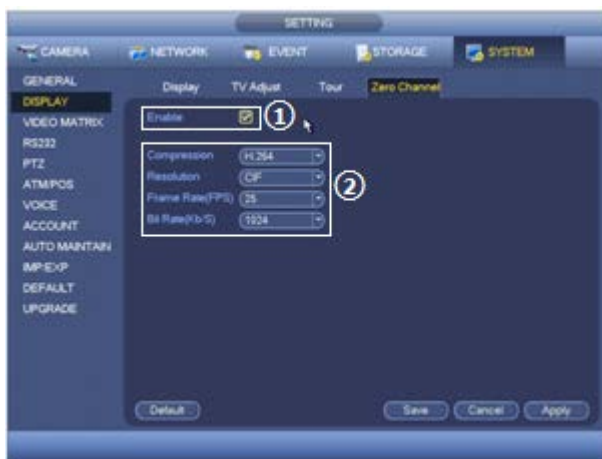 SETTING
CAMERA NETWORK EVENT STORAGE SYSTEM
GENERAL
DISPLAY
VIDEO MATRIX
RS232
PTZ
ATM/POS
VOICE
ACCOUNT
AUTO MAINTAIN
IMP/EXP
DEFAULT
UPGRADE
Display TV Adjust Tour Zero Channel
Enable ①
Compression H.264
Resolution CIF
Frame Rate(FPS) 25
Bit Rate(Kb/S) 1024
②
Default Save Cancel Apply